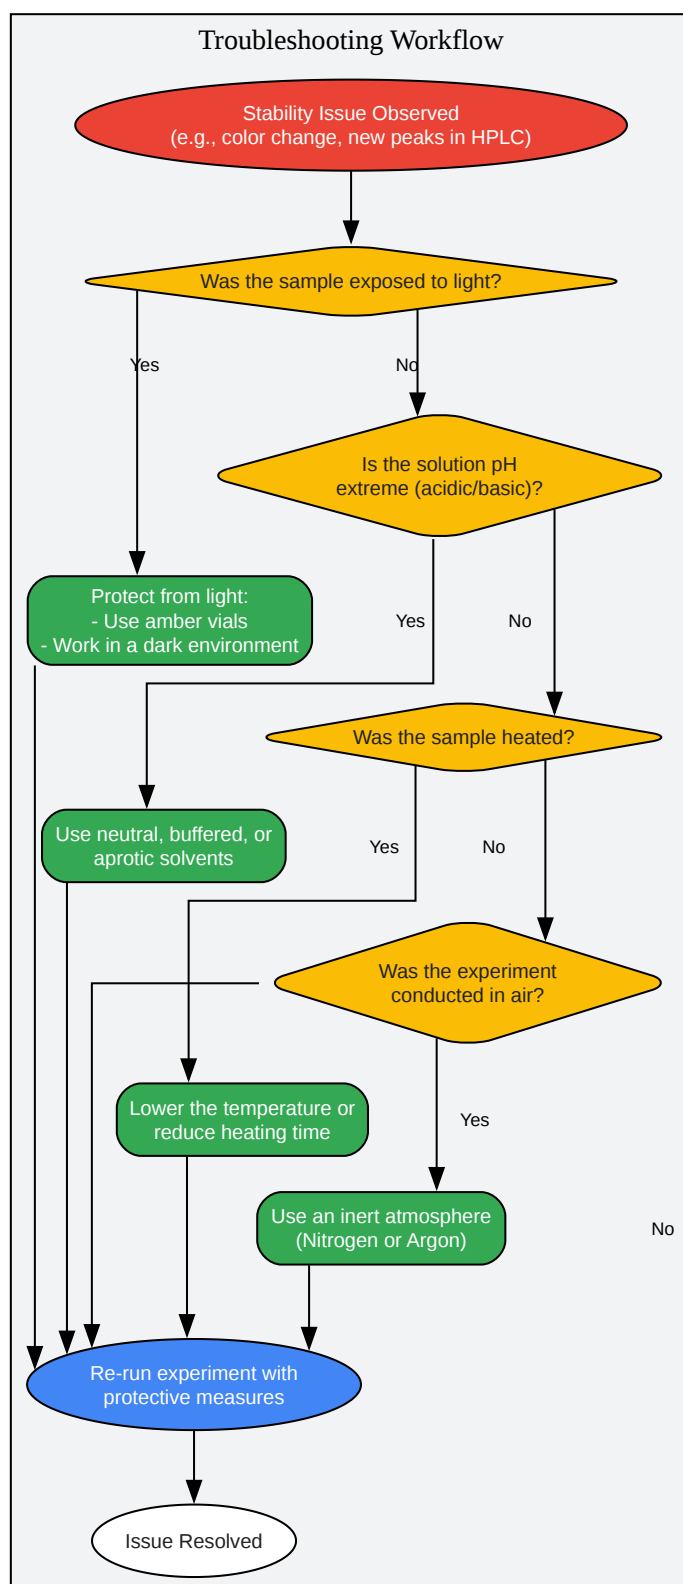 Troubleshooting Workflow
Stability Issue Observed
(e.g., color change, new peaks in HPLC)
Was the sample exposed to light?
Yes
No
Is the solution pH
extreme (acidic/basic)?
Protect from light:
- Use amber vials
- Work in a dark environment
Yes
No
Was the sample heated?
Use neutral, buffered, or
aprotic solvents
Yes
No
Was the experiment
conducted in air?
Lower the temperature or
reduce heating time
Yes
Use an inert atmosphere
(Nitrogen or Argon)
No
Re-run experiment with
protective measures
Issue Resolved